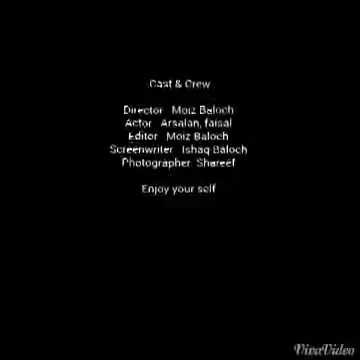 Cast & Crew
Director Moiz Baloch
Actor Arsalan, faisal
Editor Moiz Baloch
Screenwriter Ishaq Baloch
Photographer Shareef
Enjoy your self
VivaVideo